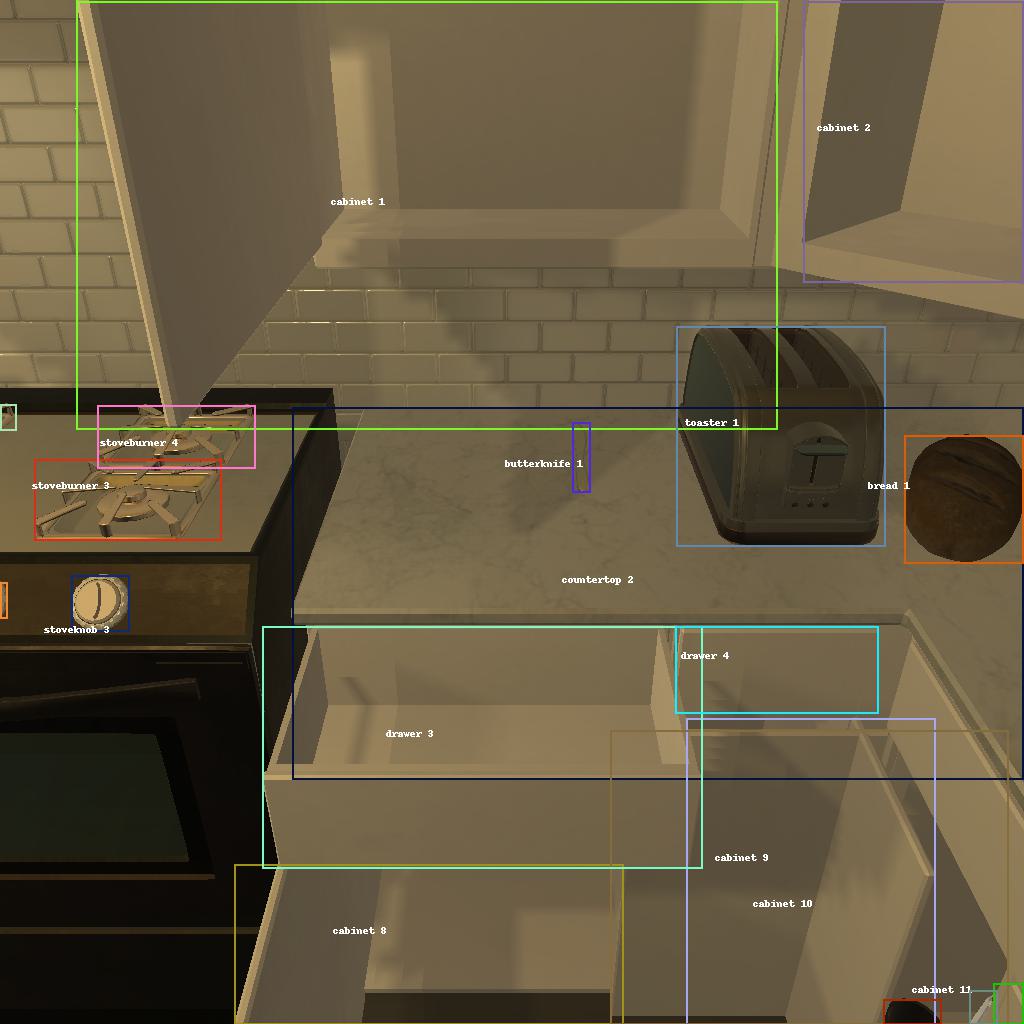 cabinet 2
cabinet 1
toaster 1
stoveburner 4
butterknife 1
stoveburner 3
bread 1
countertop 2
stoveknob 3
drawer 4
drawer 3
cabinet 9
cabinet 10
cabinet 8
cabinet 11